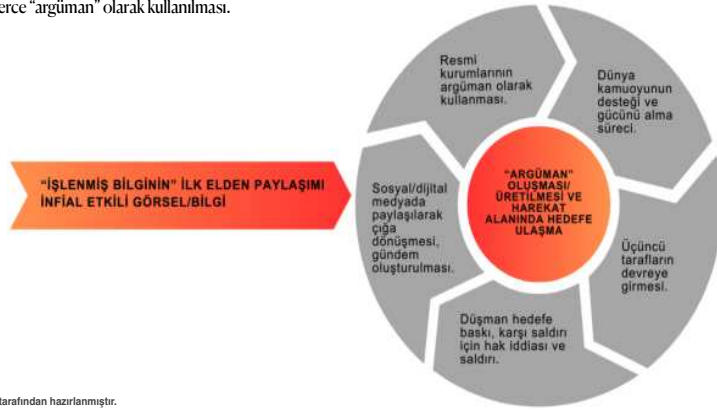 erce “argüman” olarak kullanılması.
“İŞLENMİŞ BİLGİNİN” İLK ELDEN PAYLAŞIMI
İNFİAL ETKİLİ GÖRSEL/BİLGİ
Sosyal/dijital
medyada
paylaşılarak
çığa
dönüşmesi,
gündem
oluşturulması.
Resmi
kurumlarının
argüman olarak
kullanması.
Dünya
kamuoyunun
desteği ve
gücünü alma
süreci.
Üçüncü
tarafların
devreye
girmesi.
Düşman hedefe
baskı, karşı saldırı
için hak iddiası ve
saldırı.
“ARGÜMAN”
OLUŞMASI/
ÜRETİLMESİ VE
HAREKAT
ALANINDA HEDEFE
ULAŞMA
tarafından hazırlanmıştır.